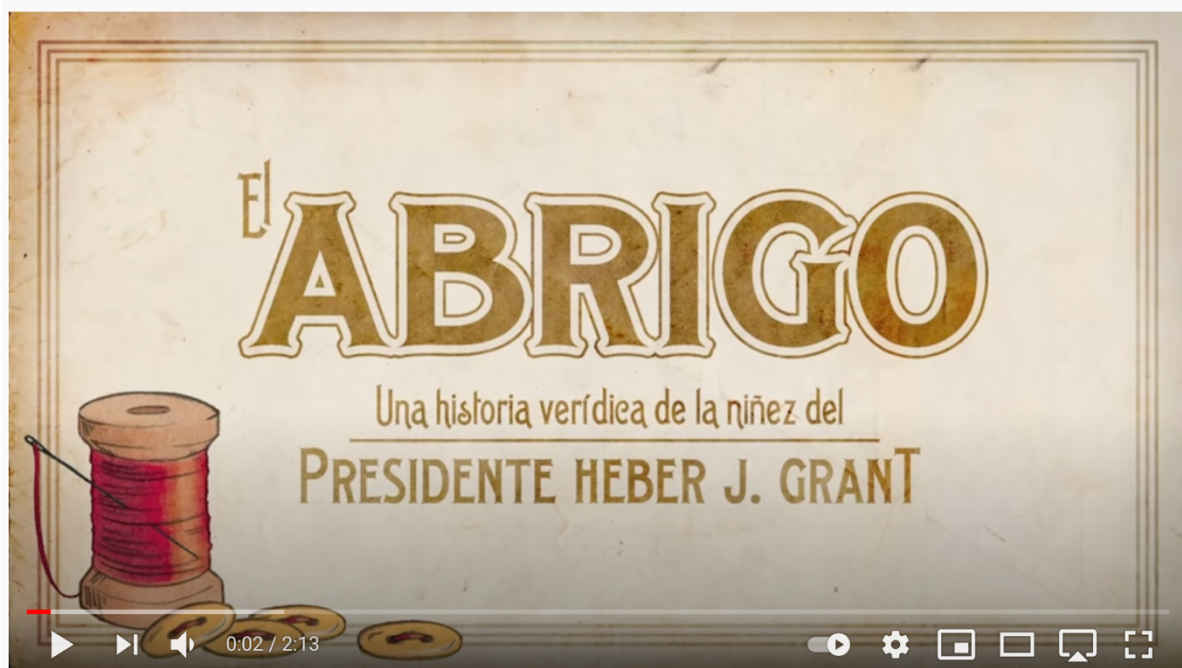 El
ABRIGO
Una historia verídica de la niñez del
PRESIDENTE HEBER J. GRANT
0:02 / 2:13